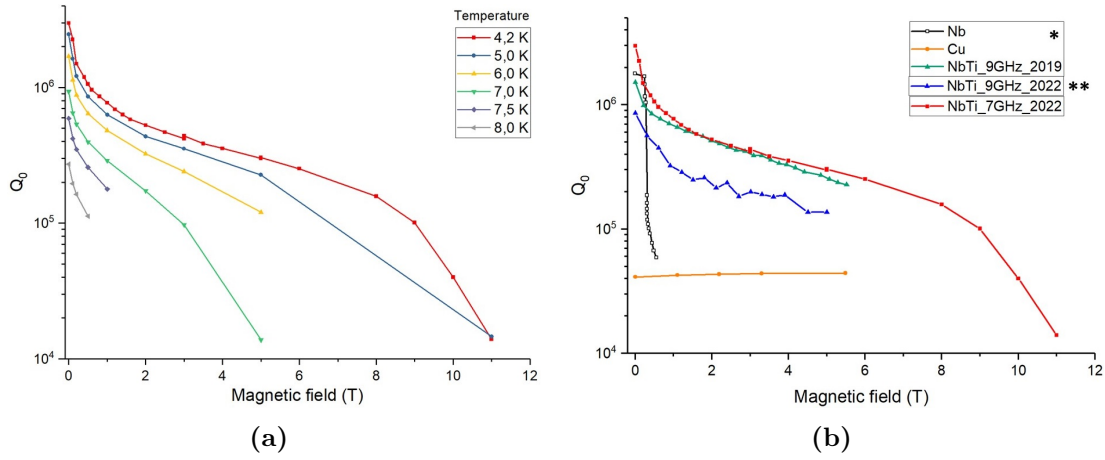 Temperature
4,2 K
5,0 K
6,0 K
7,0 K
7,5 K
8,0 K
Q0
10^6
10^5
10^4
0 2 4 6 8 10 12
Magnetic field (T)
(a)
Nb *
Cu
NbTi_9GHz_2019
NbTi_9GHz_2022 **
NbTi_7GHz_2022
Q0
10^6
10^5
10^4
0 2 4 6 8 10 12
Magnetic field (T)
(b)